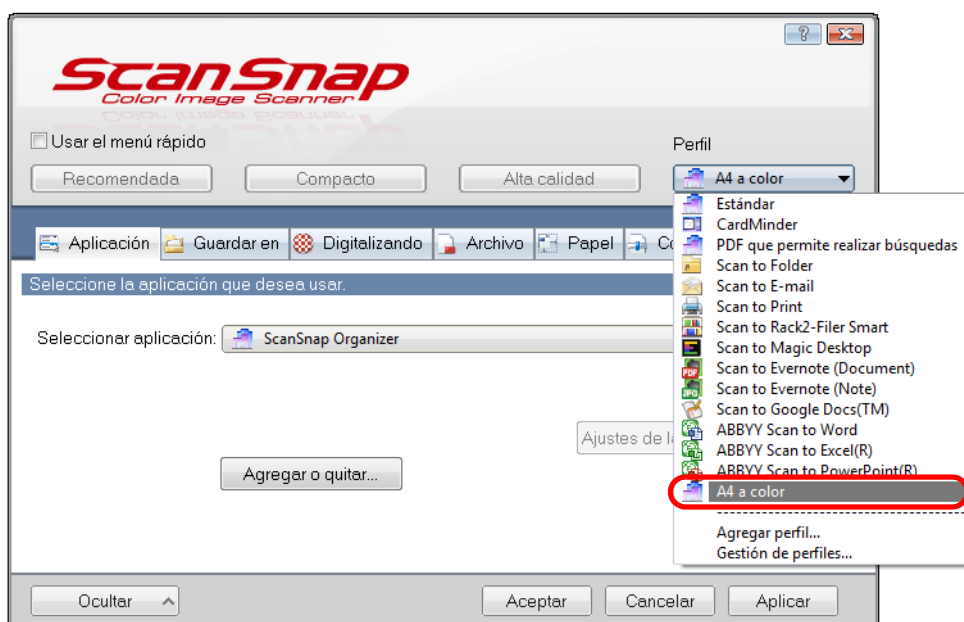 ScanSnap
Color Image Scanner
Usar el menú rápido
Perfil
Recomendada
Compacto
Alta calidad
A4 a color
Estándar
CardMinder
PDF que permite realizar búsquedas
Scan to Folder
Scan to E-mail
Scan to Print
Scan to Rack2-Filer Smart
Scan to Magic Desktop
Scan to Evernote (Document)
Scan to Evernote (Note)
Scan to Google Docs(TM)
ABBYY Scan to Word
ABBYY Scan to Excel(R)
ABBYY Scan to PowerPoint(R)
A4 a color
Agregar perfil...
Gestión de perfiles...
Aplicación
Guardar en
Digitalizando
Archivo
Papel
Seleccione la aplicación que desea usar.
Seleccionar aplicación:
ScanSnap Organizer
Ajustes de
Agregar o quitar...
Ocultar
Aceptar
Cancelar
Aplicar